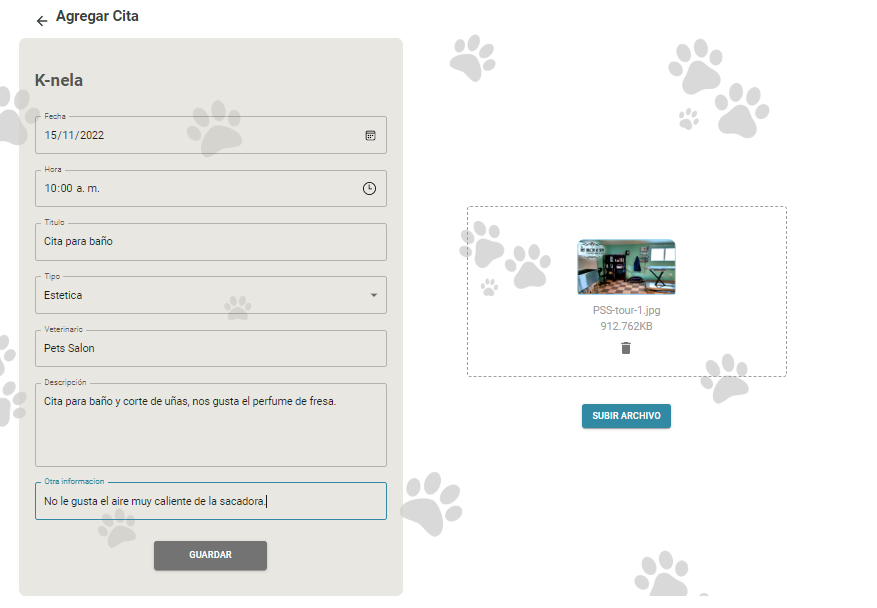 Agregar Cita
K-nela
Fecha
15/11/2022
Hora
10:00 a. m.
Titulo
Cita para baño
Tipo
Estetica
Veterinario
Pets Salon
Descripción
Cita para baño y corte de uñas, nos gusta el perfume de fresa.
Otra informacion
No le gusta el aire muy caliente de la sacadora.
GUARDAR
PSS-tour-1.jpg
912.762KB
SUBIR ARCHIVO